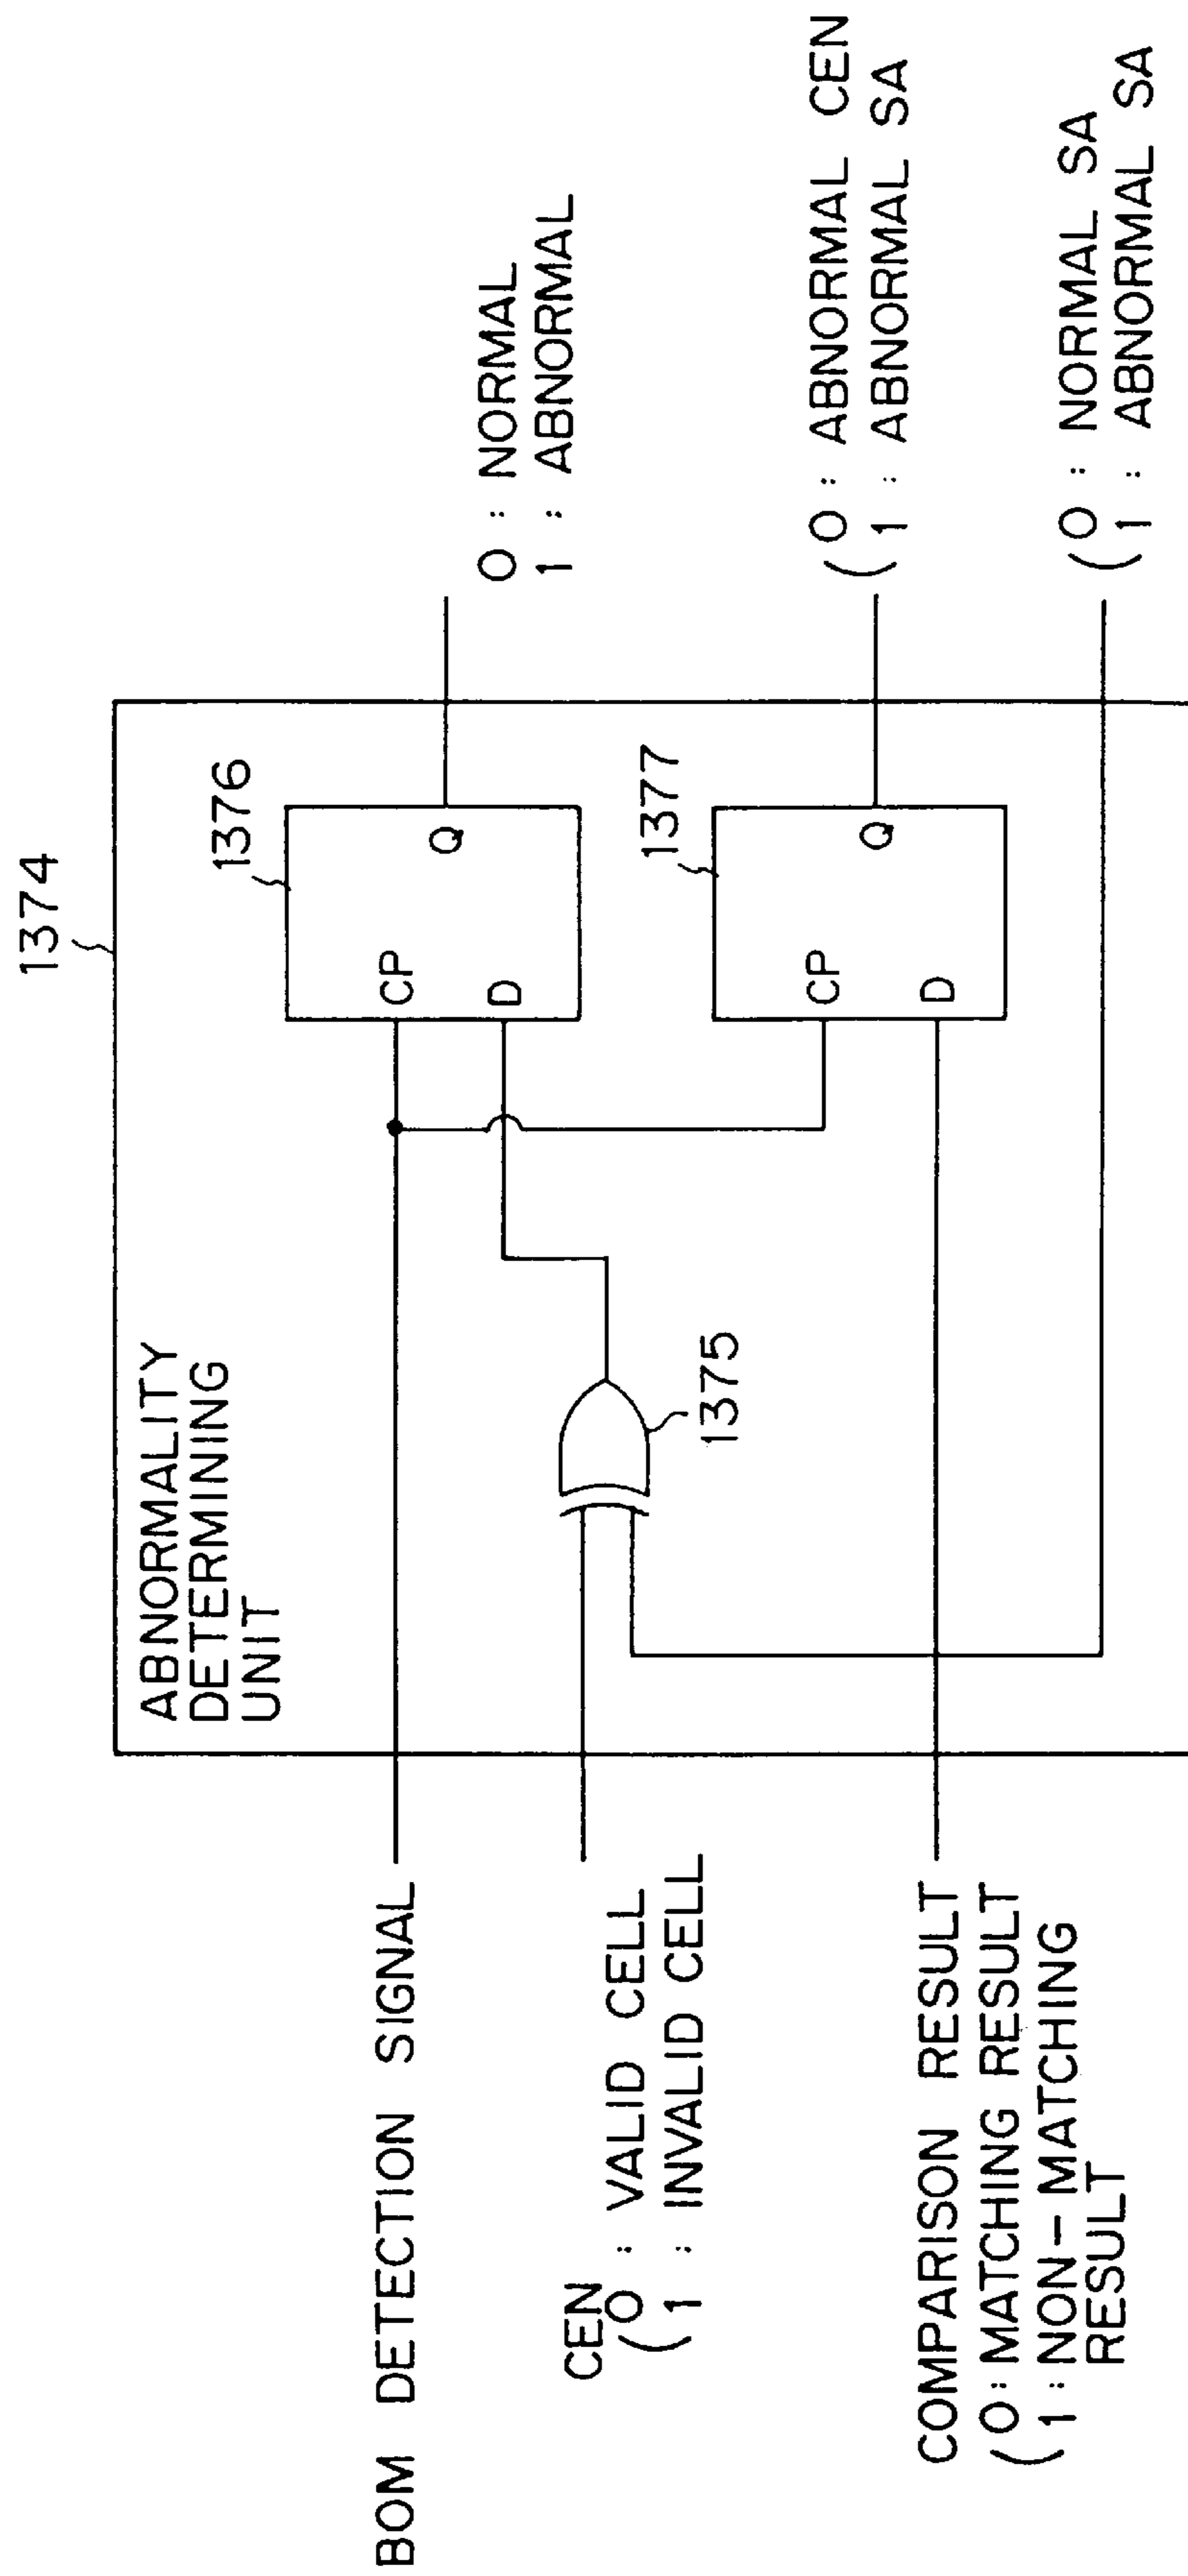 1374
ABNORMALITY
DETERMINING
UNIT
BOM DETECTION SIGNAL
CEN
( 0 : VALID CELL
1 : INVALID CELL
COMPARISON RESULT
( 0 : MATCHING RESULT
1 : NON-MATCHING
RESULT
1375
1376
CP
D
Q
1377
CP
D
Q
0 : NORMAL
1 : ABNORMAL
( 0 : ABNORMAL CEN
1 : ABNORMAL SA
( 0 : NORMAL SA
1 : ABNORMAL SA